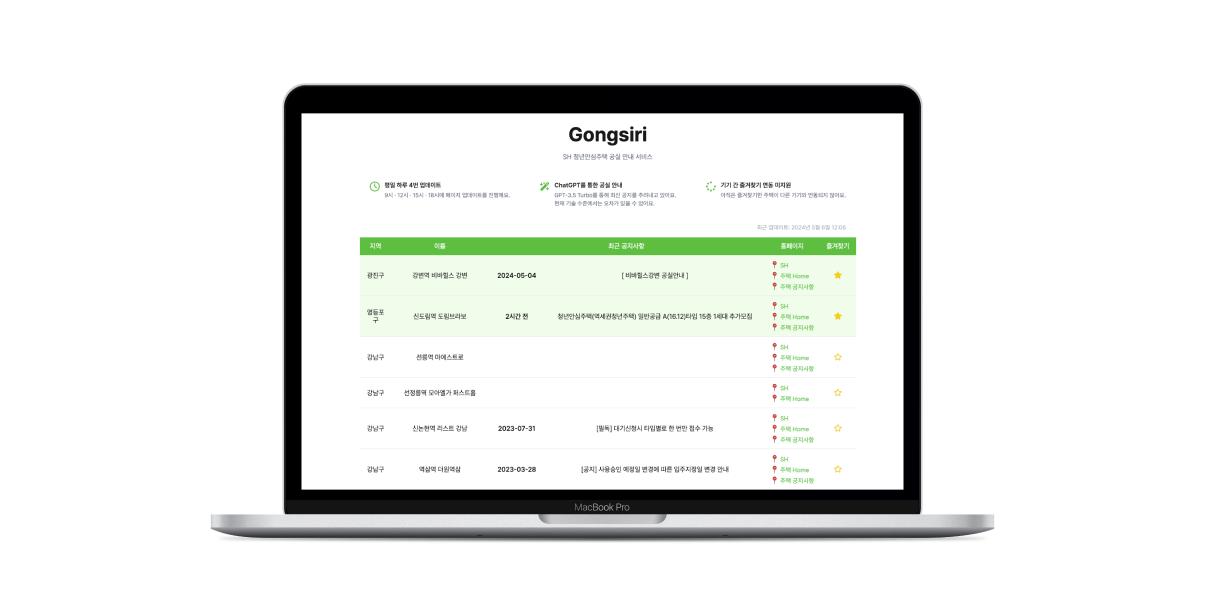 Gongsiri
SH 청년안심주택 공실 안내 서비스
평일 하루 4번 업데이트
9시 · 12시 · 15시 · 18시에 페이지 업데이트를 진행해요.
ChatGPT를 통한 공실 안내
GPT-3.5 Turbo를 통해 최신 공지를 추려내고 있어요.
현재 기술 수준에서는 오차가 있을 수 있어요.
기기 간 즐겨찾기 연동 미지원
아직은 즐겨찾기한 주택이 다른 기기와 연동되지 않아요.
최근 업데이트: 2024년 5월 6일 12:06
지역 이름 최근 공지사항 홈페이지 즐겨찾기
광진구 강변역 비바힐스 강변 2024-05-04 [ 비바힐스강변 공실안내 ]
SH
주택 Home
주택 공지사항
영등포
구
신도림역 도림브라보 2시간 전 청년안심주택(역세권청년주택) 일반공급 A(16.12)타입 15층 1세대 추가모집
SH
주택 Home
주택 공지사항
강남구 선릉역 마에스트로
SH
주택 Home
주택 공지사항
강남구 선정릉역 모아엘가 퍼스트홈
SH
주택 Home
강남구 신논현역 리스트 강남 2023-07-31 [필독] 대기신청시 타입별로 한 번만 접수 가능
SH
주택 Home
주택 공지사항
강남구 역삼역 더원역삼 2023-03-28 [공지] 사용승인 예정일 변경에 따른 입주지정일 변경 안내
SH
주택 Home
주택 공지사항
MacBook Pro